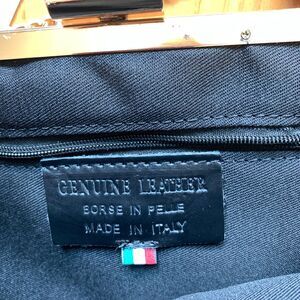 GENUINE LEATHER
BORSE IN PELLE
MADE IN ITALY